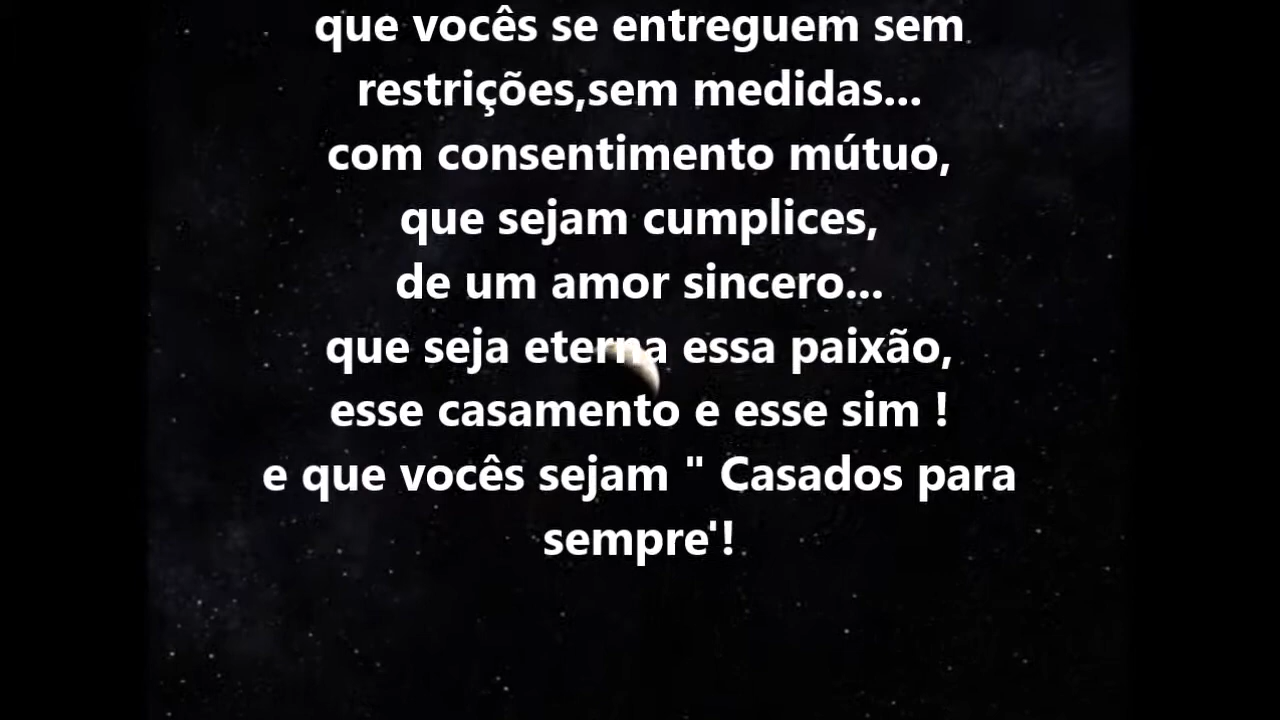 que vocês se entreguem sem
restrições,sem medidas...
com consentimento mútuo,
que sejam cumplices,
de um amor sincero...
que seja eterna essa paixão,
esse casamento e esse sim !
e que vocês sejam " Casados para
sempre'!